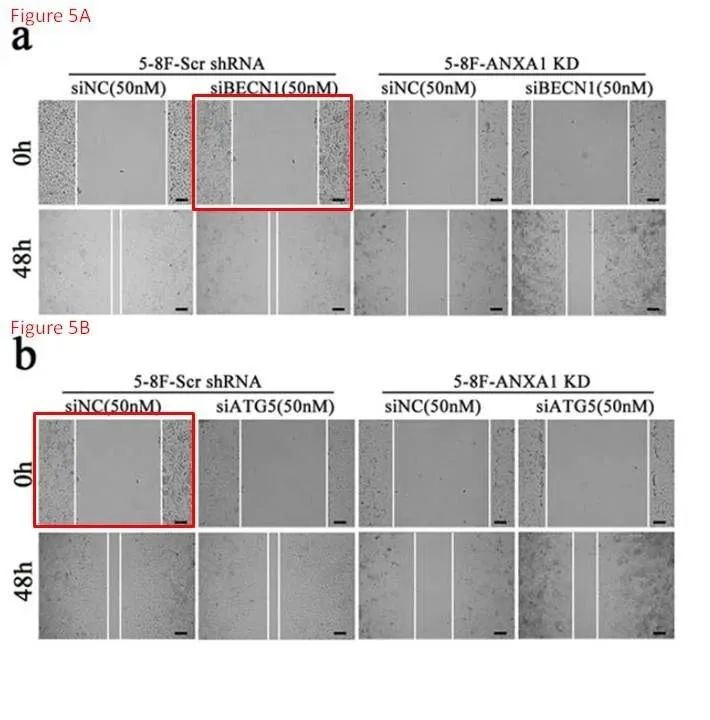 Figure 5A
a
5-8F-Scr shRNA 5-8F-ANXA1 KD
siNC(50nM) siBECN1(50nM) siNC(50nM) siBECN1(50nM)
0h
48h
Figure 5B
b
5-8F-Scr shRNA 5-8F-ANXA1 KD
siNC(50nM) siATG5(50nM) siNC(50nM) siATG5(50nM)
0h
48h